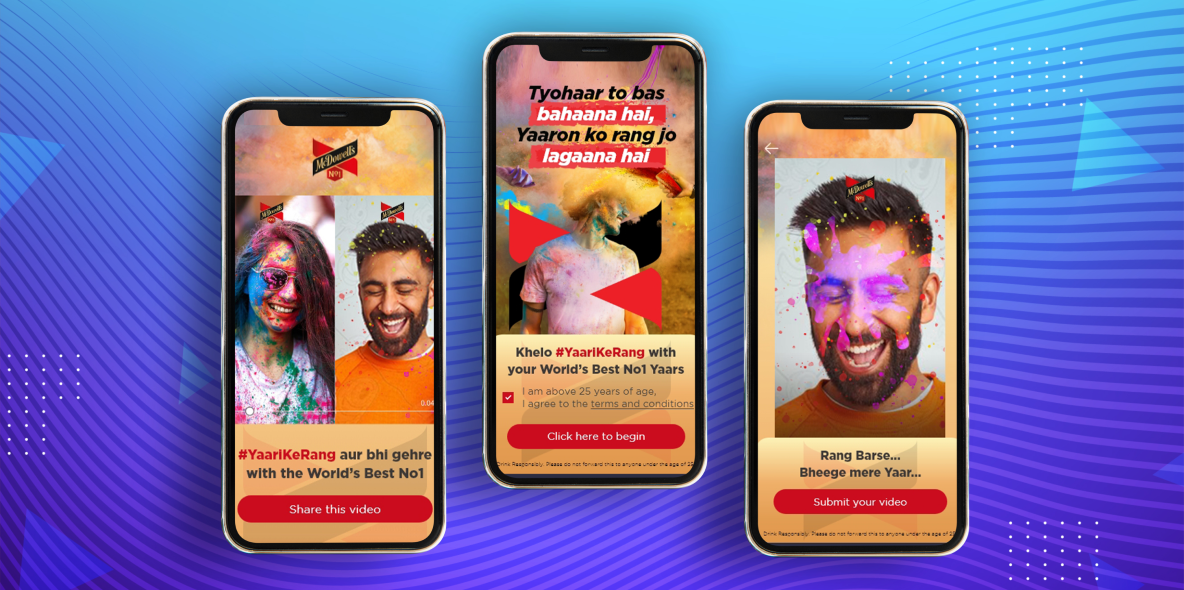 McDowell's
No1
McDowell's
No1
McDowell's
No1
#YaariKeRang aur bhi gehre
with the World's Best No1
Share this video
0:04
Tyohaar to bas
bahaana hai,
Yaaron ko rang jo
lagaana hai
Khelo #YaariKeRang with
your World's Best No1 Yaars
I am above 25 years of age,
I agree to the terms and conditions
Click here to begin
Drink Responsibly. Please do not forward this to anyone under the age of
McDowell's
No1
Rang Barse...
Bheege mere Yaar...
Submit your video
Drink Responsibly. Please do not forward this to anyone under the age of